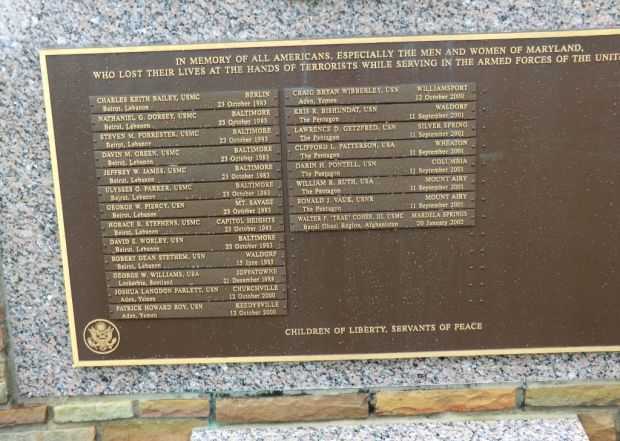 IN MEMORY OF ALL AMERICANS, ESPECIALLY THE MEN AND WOMEN OF MARYLAND,
WHO LOST THEIR LIVES AT THE HANDS OF TERRORISTS WHILE SERVING IN THE ARMED FORCES OF THE UNIT
CHARLES KEITH BAILEY, USMC BERLIN
Beirut, Lebanon 23 October 1983
NATHANIEL G. DORSEY, USMC BALTIMORE
Beirut, Lebanon 23 October 1983
STEVEN M. FORRESTER, USMC BALTIMORE
Beirut, Lebanon 23 October 1983
DAVIN M. GREEN, USMC BALTIMORE
Beirut, Lebanon 23 October 1983
JEFFREY W. JAMES, USMC BALTIMORE
Beirut, Lebanon 23 October 1983
ULYSSES G. PARKER, USMC BALTIMORE
Beirut, Lebanon 23 October 1983
GEORGE W. PIERCY, USN MT. SAVAGE
Beirut, Lebanon 23 October 1983
HORACE R. STEPHENS, USMC CAPITOL HEIGHTS
Beirut, Lebanon 23 October 1983
DAVID E. WORLEY, USN BALTIMORE
Beirut, Lebanon 23 October 1983
ROBERT DEAN STETHEM, USN WALDORF
Beirut, Lebanon 15 June 1985
GEORGE W. WILLIAMS, USA JOPPATOWNE
Lockerbie, Scotland 21 December 1988
JOSHUA LANGDON PARLETT, USN CHURCHVILLE
Aden, Yemen 12 October 2000
PATRICK HOWARD ROY, USN KEEDYSVILLE
Aden, Yemen 12 October 2000
CRAIG BRYAN WIBBERLEY, USN WILLIAMSPORT
Aden, Yemen 12 October 2000
KRIS R. BISHUNDAT, USN WALDORF
The Pentagon 11 September 2001
LAWRENCE D. GETZFRED, USN SILVER SPRING
The Pentagon 11 September 2001
CLIFFORD L. PATTERSON, USA WHEATON
The Pentagon 11 September 2001
DARIN H. PONTELL, USN COLUMBIA
The Pentagon 11 September 2001
WILLIAM R. RUTH, USA MOUNT AIRY
The Pentagon 11 September 2001
RONALD J. VAUK, USNR MOUNT AIRY
The Pentagon 11 September 2001
WALTER F. "TRAE" COHEE, III, USMC MARDELA SPRINGS
Bandi Ghazi Region, Afghanistan 20 January 2002
CHILDREN OF LIBERTY, SERVANTS OF PEACE